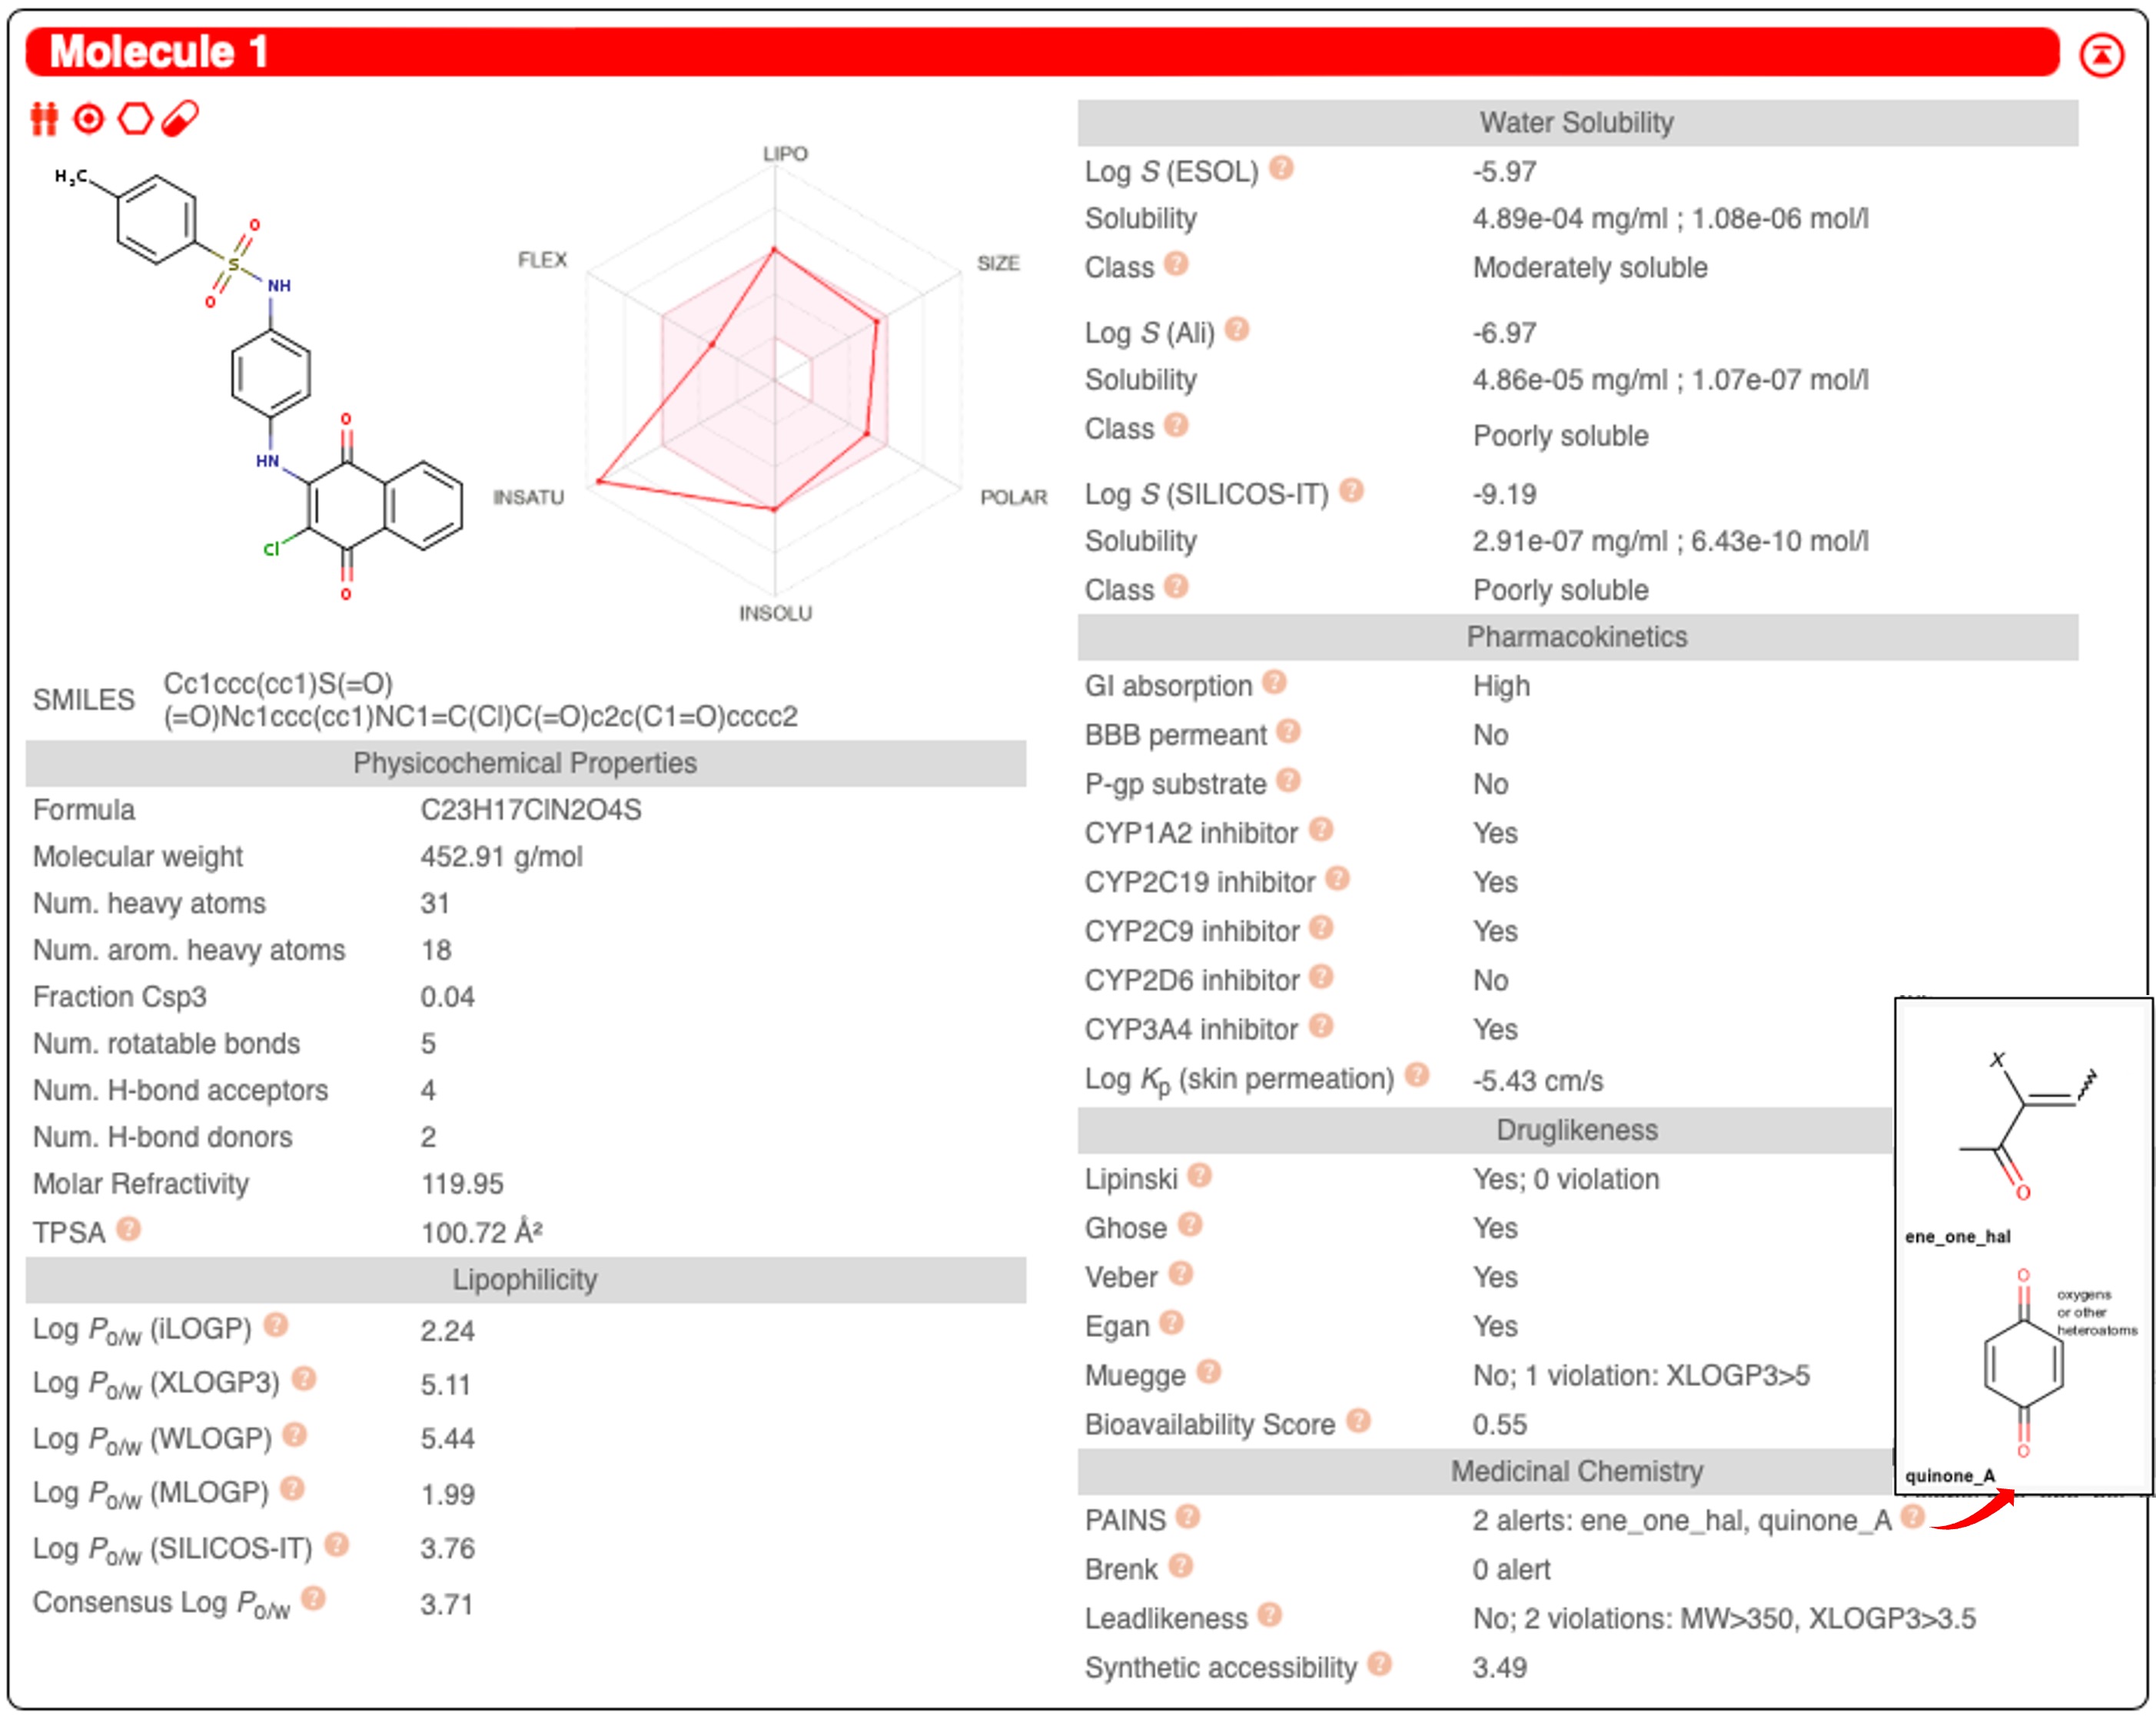 Molecule 1
H3C
O
S
O
NH
HN
O
Cl
O
LIPO
FLEX
SIZE
INSATU
POLAR
INSOLU
SMILES
Cc1ccc(cc1)S(=O)
(=O)Nc1ccc(cc1)NC1=C(Cl)C(=O)c2c(C1=O)cccc2
Physicochemical Properties
Formula C23H17ClN2O4S
Molecular weight 452.91 g/mol
Num. heavy atoms 31
Num. arom. heavy atoms 18
Fraction Csp3 0.04
Num. rotatable bonds 5
Num. H-bond acceptors 4
Num. H-bond donors 2
Molar Refractivity 119.95
TPSA ? 100.72 Å²
Lipophilicity
Log Po/w (iLOGP) ? 2.24
Log Po/w (XLOGP3) ? 5.11
Log Po/w (WLOGP) ? 5.44
Log Po/w (MLOGP) ? 1.99
Log Po/w (SILICOS-IT) ? 3.76
Consensus Log Po/w ? 3.71
Water Solubility
Log S (ESOL) ? -5.97
Solubility 4.89e-04 mg/ml ; 1.08e-06 mol/l
Class ? Moderately soluble
Log S (Ali) ? -6.97
Solubility 4.86e-05 mg/ml ; 1.07e-07 mol/l
Class ? Poorly soluble
Log S (SILICOS-IT) ? -9.19
Solubility 2.91e-07 mg/ml ; 6.43e-10 mol/l
Class ? Poorly soluble
Pharmacokinetics
GI absorption ? High
BBB permeant ? No
P-gp substrate ? No
CYP1A2 inhibitor ? Yes
CYP2C19 inhibitor ? Yes
CYP2C9 inhibitor ? Yes
CYP2D6 inhibitor ? No
CYP3A4 inhibitor ? Yes
Log Kp (skin permeation) ? -5.43 cm/s
Druglikeness
Lipinski ? Yes; 0 violation
Ghose ? Yes
Veber ? Yes
Egan ? Yes
Muegge ? No; 1 violation: XLOGP3>5
Bioavailability Score ? 0.55
Medicinal Chemistry
PAINS ? 2 alerts: ene_one_hal, quinone_A ?
Brenk ? 0 alert
Leadlikeness ? No; 2 violations: MW>350, XLOGP3>3.5
Synthetic accessibility ? 3.49
X
O
ene_one_hal
O
oxygens
or other
heteroatoms
O
quinone_A